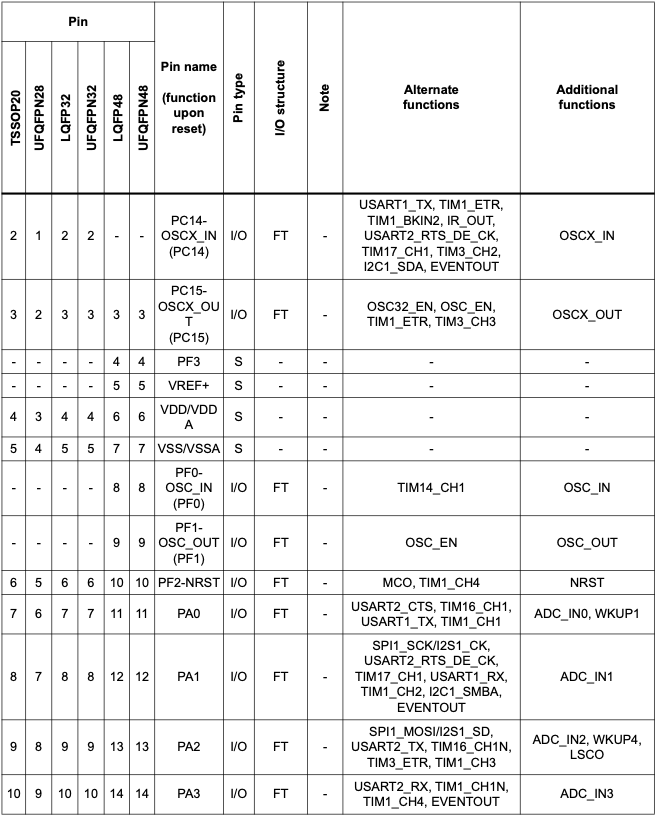 Pin
TSSOP20
UFQFPN28
LQFP32
UFQFPN32
LQFP48
UFQFPN48
Pin name
(function
upon
reset)
Pin type
I/O structure
Note
Alternate
functions
Additional
functions
2 1 2 2 - - PC14-
OSCX_IN
(PC14) I/O FT - USART1_TX, TIM1_ETR,
TIM1_BKIN2, IR_OUT,
USART2_RTS_DE_CK,
TIM17_CH1, TIM3_CH2,
I2C1_SDA, EVENTOUT OSCX_IN
3 2 3 3 3 3 PC15-
OSCX_OU
T
(PC15) I/O FT - OSC32_EN, OSC_EN,
TIM1_ETR, TIM3_CH3 OSCX_OUT
- - - - 4 4 PF3 S - - - -
- - - - 5 5 VREF+ S - - - -
4 3 4 4 6 6 VDD/VDD
A S - - - -
5 4 5 5 7 7 VSS/VSSA S - - - -
- - - - 8 8 PF0-
OSC_IN
(PF0) I/O FT - TIM14_CH1 OSC_IN
- - - - 9 9 PF1-
OSC_OUT
(PF1) I/O FT - OSC_EN OSC_OUT
6 5 6 6 10 10 PF2-NRST I/O FT - MCO, TIM1_CH4 NRST
7 6 7 7 11 11 PA0 I/O FT - USART2_CTS, TIM16_CH1,
USART1_TX, TIM1_CH1 ADC_IN0, WKUP1
8 7 8 8 12 12 PA1 I/O FT - SPI1_SCK/I2S1_CK,
USART2_RTS_DE_CK,
TIM17_CH1, USART1_RX,
TIM1_CH2, I2C1_SMBA,
EVENTOUT ADC_IN1
9 8 9 9 13 13 PA2 I/O FT - SPI1_MOSI/I2S1_SD,
USART2_TX, TIM16_CH1N,
TIM3_ETR, TIM1_CH3 ADC_IN2, WKUP4,
LSCO
10 9 10 10 14 14 PA3 I/O FT - USART2_RX, TIM1_CH1N,
TIM1_CH4, EVENTOUT ADC_IN3